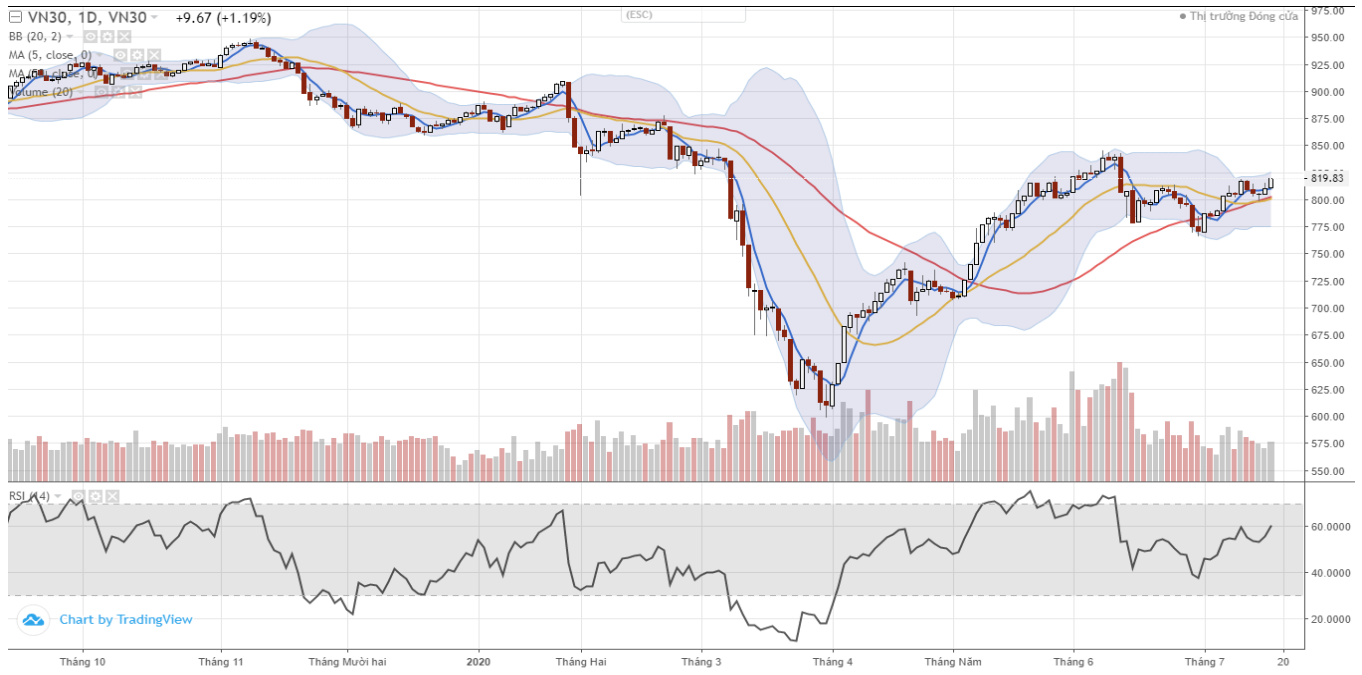 VN30, 1D, VN30 +9.67 (+1.19%)
(ESC)
Thị trường Đóng cửa
BB (20, 2)
MA (5, close, 0)
MA close, 0)
Volume (20)
975.00
950.00
925.00
900.00
875.00
850.00
819.83
800.00
775.00
750.00
725.00
700.00
675.00
650.00
625.00
600.00
575.00
550.00
RSI (14)
60.0000
40.0000
20.0000
Chart by TradingView
Tháng 10
Tháng 11
Tháng Mười hai
2020
Tháng Hai
Tháng 3
Tháng 4
Tháng Năm
Tháng 6
Tháng 7
20